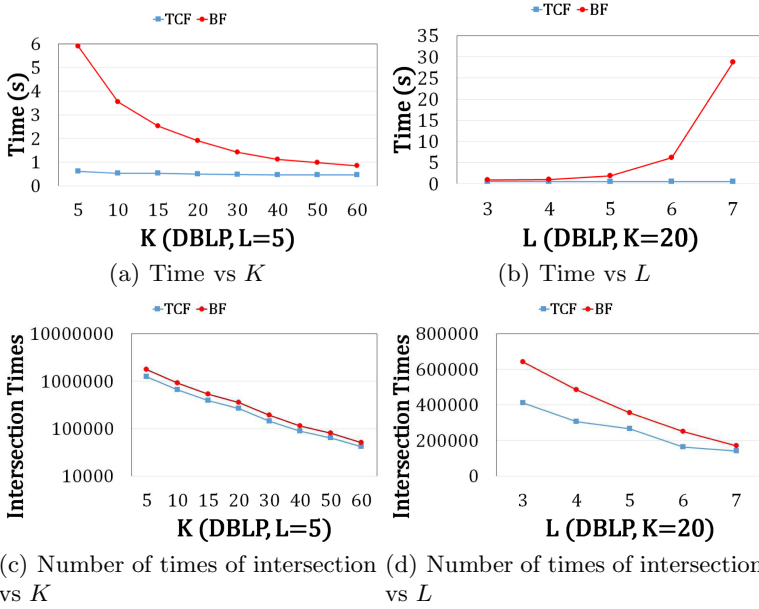 TCF BF
6
5
4
3
2
1
0
Time (s)
5 10 15 20 30 40 50 60
K (DBLP, L=5)
(a) Time vs K
TCF BF
35
30
25
20
15
10
5
0
Time (s)
3 4 5 6 7
L (DBLP, K=20)
(b) Time vs L
TCF BF
10000000
1000000
100000
10000
Intersection Times
5 10 15 20 30 40 50 60
K (DBLP, L=5)
(c) Number of times of intersection
vs K
TCF BF
800000
600000
400000
200000
0
Intersection Times
3 4 5 6 7
L (DBLP, K=20)
(d) Number of times of intersection
vs L